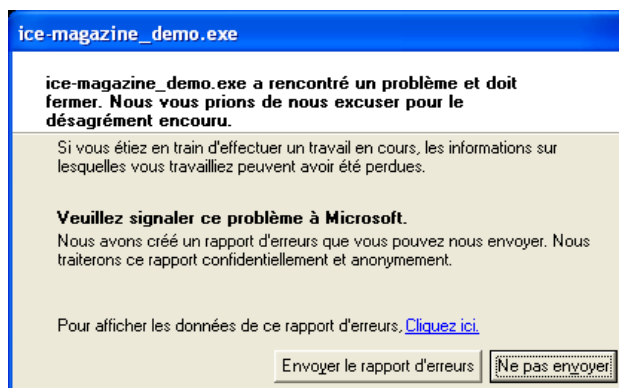 ice-magazine_demo.exe
ice-magazine_demo.exe a rencontré un problème et doit
fermer. Nous vous prions de nous excuser pour le
désagrément encouru.
Si vous étiez en train d'effectuer un travail en cours, les informations sur
lesquelles vous travailliez peuvent avoir été perdues.
Veuillez signaler ce problème à Microsoft.
Nous avons créé un rapport d'erreurs que vous pouvez nous envoyer. Nous
traiterons ce rapport confidentiellement et anonymement.
Pour afficher les données de ce rapport d'erreurs, Cliquez ici.
Envoyer le rapport d'erreurs Ne pas envoyer